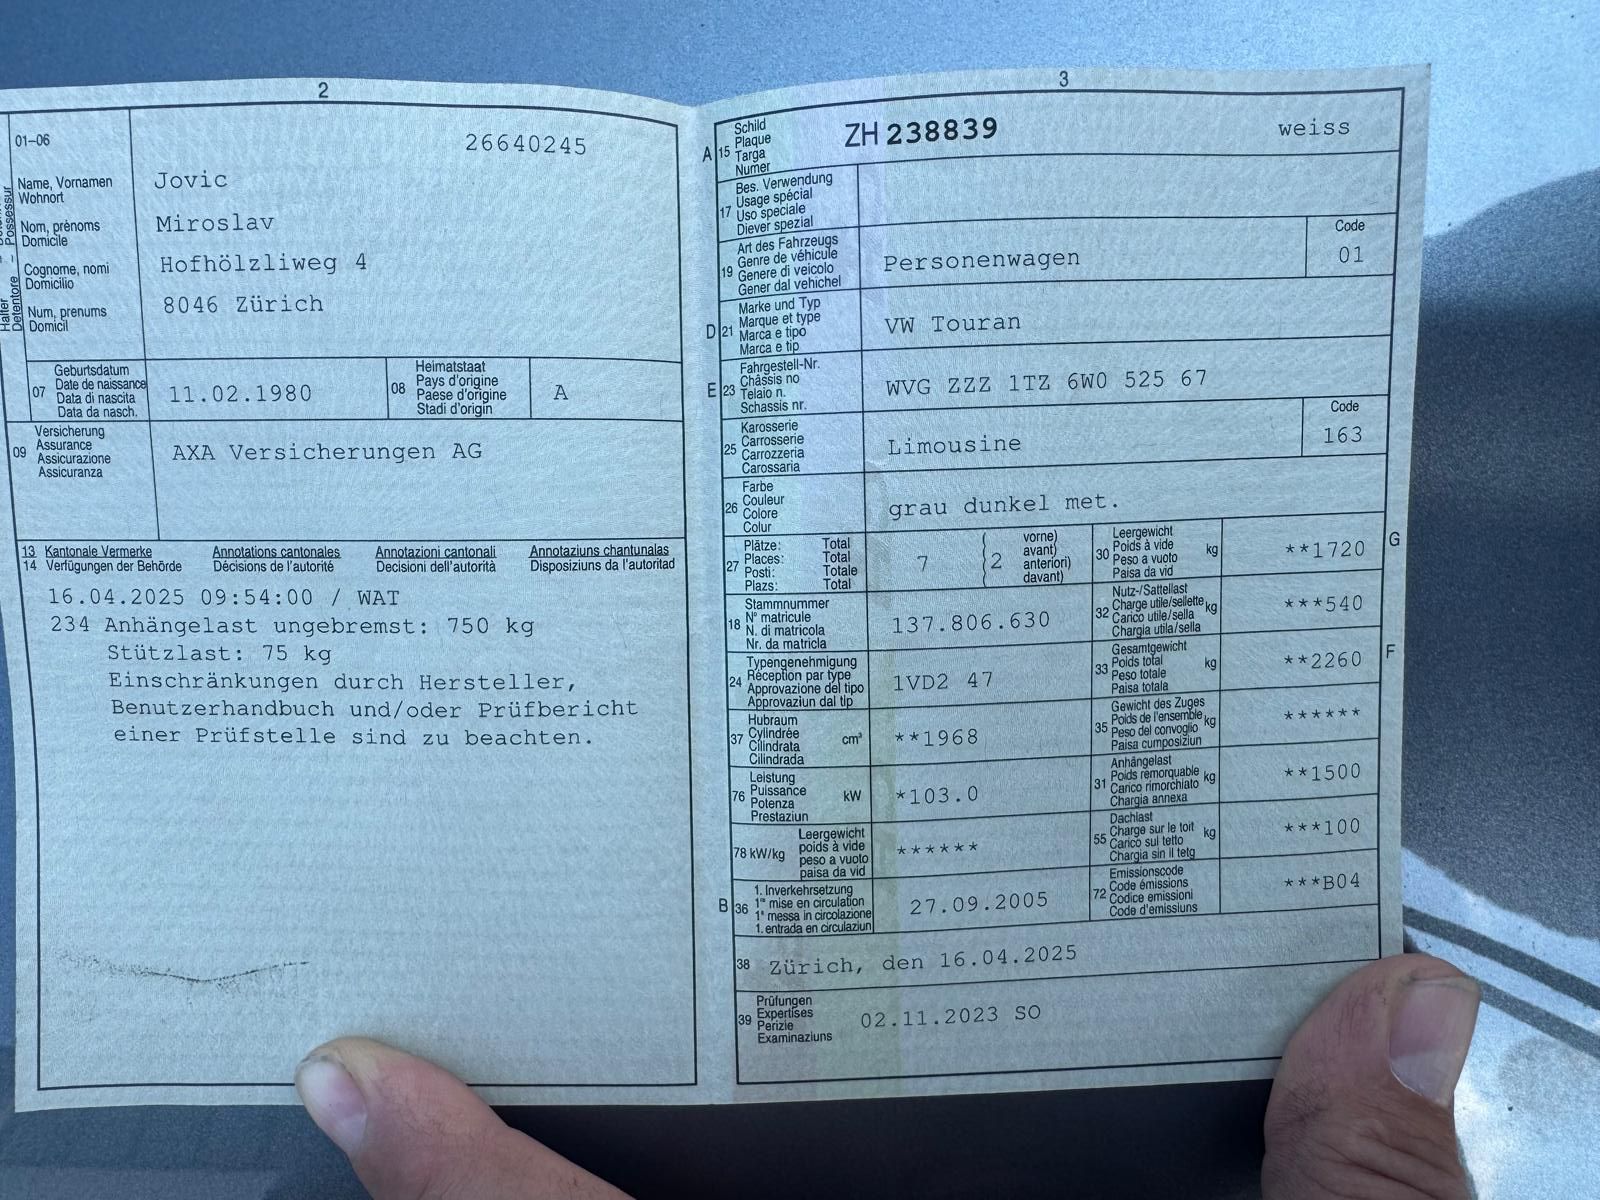 2
01–06
26640245
Name, Vornamen
Wohnort
Nom, prénoms
Domicile
Cognome, nomi
Domicilio
Num, prenums
Domicil
Halter
Detentore
Possessur
Jovic
Miroslav
Hofhölzliweg 4
8046 Zürich
07
Geburtsdatum
Date de naissance
Data di nascita
Data da nasch.
11.02.1980
08
Heimatstaat
Pays d'origine
Paese d'origine
Stadi d'origin
A
09
Versicherung
Assurance
Assicurazione
Assicuranza
AXA Versicherungen AG
13 Kantonale Vermerke Annotations cantonales Annotazioni cantonali Annotaziuns chantunalas
14 Verfügungen der Behörde Décisions de l'autorité Decisioni dell'autorità Disposiziuns da l'autoritad
16.04.2025 09:54:00 / WAT
234 Anhängelast ungebremst: 750 kg
Stützlast: 75 kg
Einschränkungen durch Hersteller,
Benutzerhandbuch und/oder Prüfbericht
einer Prüfstelle sind zu beachten.
3
A 15
Schild
Plaque
Targa
Numer
ZH 238839 weiss
17
Bes. Verwendung
Usage spécial
Uso speciale
Diever spezial
19
Art des Fahrzeugs
Genre de véhicule
Genere di veicolo
Gener dal vehichel
Personenwagen
Code
01
D 21
Marke und Typ
Marque et type
Marca e tipo
Marca e tip
VW Touran
E 23
Fahrgestell-Nr.
Châssis no
Telaio n.
Schassis nr.
WVG ZZZ 1TZ 6W0 525 67
25
Karosserie
Carrosserie
Carrozzeria
Carossaria
Limousine
Code
163
26
Farbe
Couleur
Colore
Colur
grau dunkel met.
27
Plätze: Total
Places: Total
Posti: Totale
Plazs: Total
7
2
vorne)
avant)
anteriori)
davant)
30
Leergewicht
Poids à vide
Peso a vuoto
Paisa da vid
kg
**1720
G
18
Stammnummer
N° matricule
N. di matricola
Nr. da matricla
137.806.630
32
Nutz-/Sattellast
Charge utile/sellette
Carico utile/sella
Chargia utila/sella
kg
***540
24
Typengenehmigung
Réception par type
Approvazione del tipo
Approvaziun dal tip
1VD2 47
33
Gesamtgewicht
Poids total
Peso totale
Paisa totala
kg
**2260
F
37
Hubraum
Cylindrée
Cilindrata
Cilindrada
cm³
**1968
35
Gewicht des Zuges
Poids de l'ensemble
Peso del convoglio
Paisa cumposiziun
kg
******
76
Leistung
Puissance
Potenza
Prestaziun
kW
*103.0
31
Anhängelast
Poids remorquable
Carico rimorchiato
Chargia annexa
kg
**1500
78 kW/kg
Leergewicht
poids à vide
peso a vuoto
paisa da vid
******
55
Dachlast
Charge sur le toit
Carico sul tetto
Chargia sin il tetg
kg
***100
B 36
1. Inverkehrsetzung
1re mise en circulation
1a messa in circolazione
1. entrada en circulaziun
27.09.2005
72
Emissionscode
Code émissions
Codice emissioni
Code d'emissiuns
***B04
38 Zürich, den 16.04.2025
39
Prüfungen
Expertises
Perizie
Examinaziuns
02.11.2023 SO